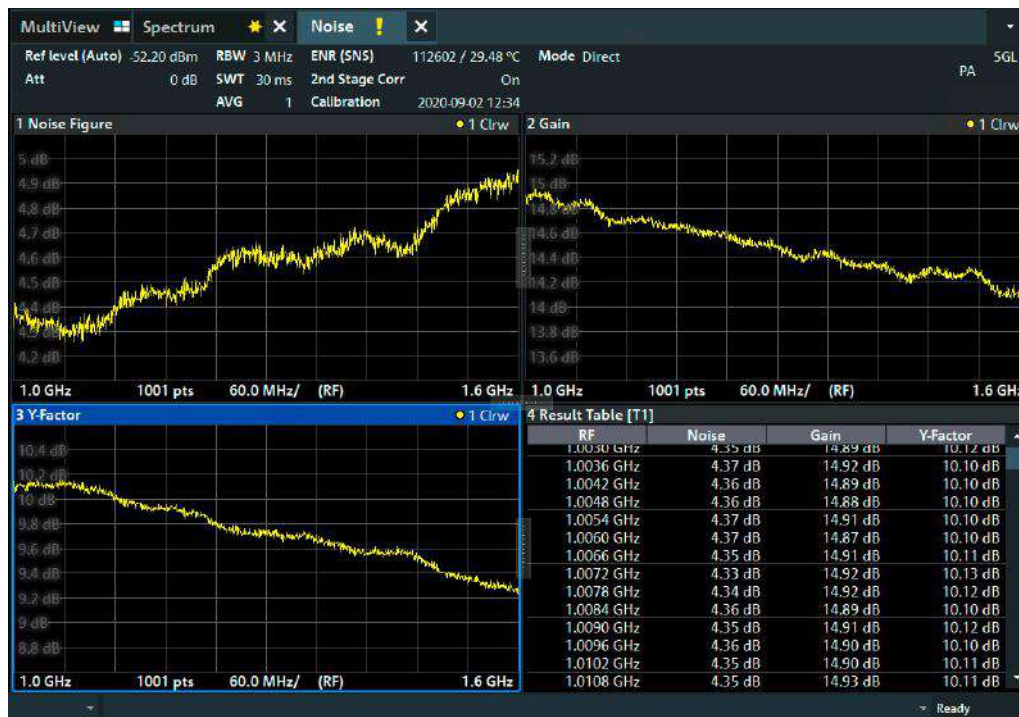 MultiView Spectrum Noise !
Ref level (Auto) -52.20 dBm RBW 3 MHz ENR (SNS) 112602 / 29.48 °C Mode Direct SGL
Att 0 dB SWT 30 ms 2nd Stage Corr On PA
AVG 1 Calibration 2020-09-02 12:34
1 Noise Figure 1 Clrw
5 dB
4.9 dB
4.8 dB
4.7 dB
4.6 dB
4.5 dB
4.4 dB
4.3 dB
4.2 dB
1.0 GHz 1001 pts 60.0 MHz/ (RF) 1.6 GHz
2 Gain 1 Clrw
15.2 dB
15 dB
14.8 dB
14.6 dB
14.4 dB
14.2 dB
14 dB
13.8 dB
13.6 dB
1.0 GHz 1001 pts 60.0 MHz/ (RF) 1.6 GH
3 Y-Factor 1 Clrw
10.4 dB
10.2 dB
10 dB
9.8 dB
9.6 dB
9.4 dB
9.2 dB
9 dB
8.8 dB
1.0 GHz 1001 pts 60.0 MHz/ (RF) 1.6 GHz
4 Result Table [T1]
RF Noise Gain Y-Factor
1.0030 GHz 4.35 dB 14.89 dB 10.12 dB
1.0036 GHz 4.37 dB 14.92 dB 10.10 dB
1.0042 GHz 4.36 dB 14.89 dB 10.10 dB
1.0048 GHz 4.36 dB 14.88 dB 10.10 dB
1.0054 GHz 4.37 dB 14.91 dB 10.10 dB
1.0060 GHz 4.37 dB 14.87 dB 10.10 dB
1.0066 GHz 4.35 dB 14.91 dB 10.11 dB
1.0072 GHz 4.33 dB 14.92 dB 10.13 dB
1.0078 GHz 4.34 dB 14.92 dB 10.12 dB
1.0084 GHz 4.36 dB 14.89 dB 10.10 dB
1.0090 GHz 4.35 dB 14.91 dB 10.12 dB
1.0096 GHz 4.36 dB 14.90 dB 10.10 dB
1.0102 GHz 4.35 dB 14.90 dB 10.11 dB
1.0108 GHz 4.35 dB 14.93 dB 10.11 dB
Ready